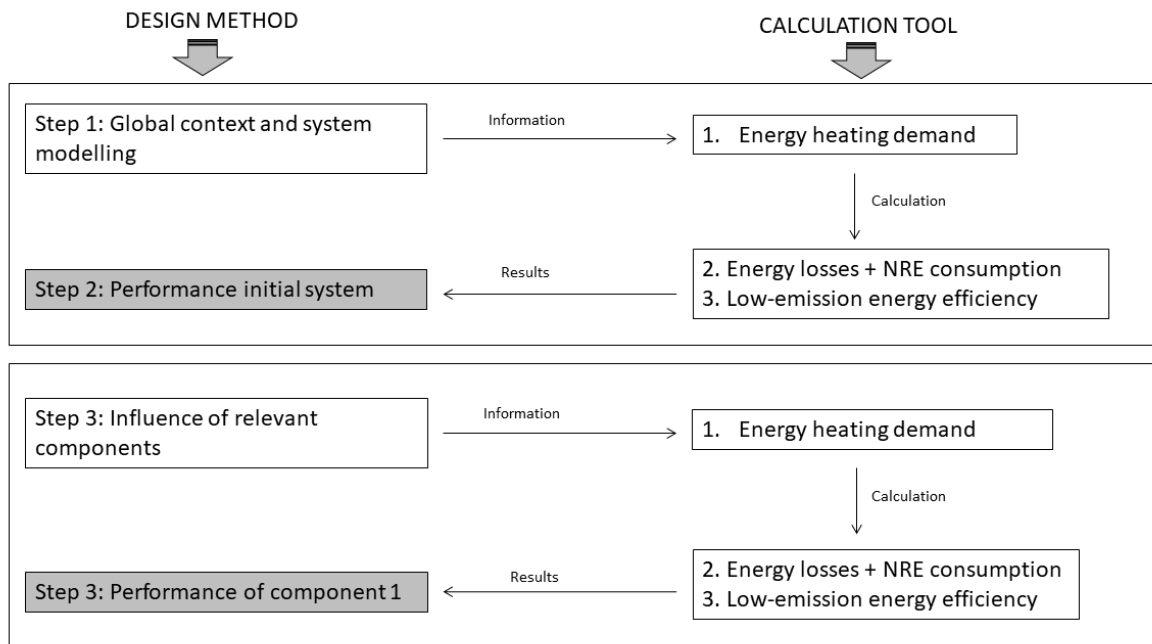 DESIGN METHOD
CALCULATION TOOL
Step 1: Global context and system
modelling
Information
1. Energy heating demand
Calculation
Step 2: Performance initial system
Results
2. Energy losses + NRE consumption
3. Low-emission energy efficiency
Step 3: Influence of relevant
components
Information
1. Energy heating demand
Calculation
Step 3: Performance of component 1
Results
2. Energy losses + NRE consumption
3. Low-emission energy efficiency